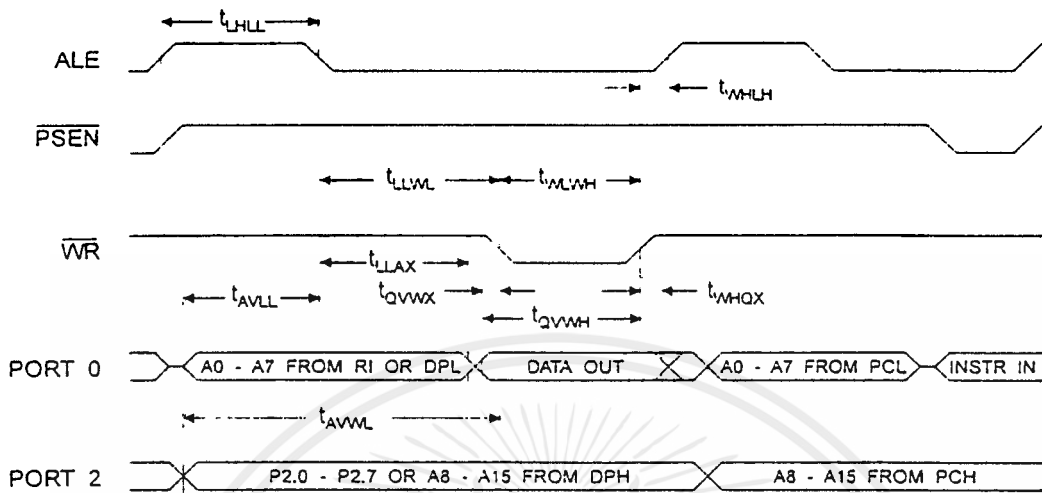 tLHLL
ALE
tWHLH
PSEN
tLLWL
tWLWH
WR
tLLAX
tAVLL
tQVWX
tWHQX
tQVWH
PORT 0
A0 - A7 FROM RI OR DPL
DATA OUT
A0 - A7 FROM PCL
INSTR IN
tAVWL
PORT 2
P2.0 - P2.7 OR A8 - A15 FROM DPH
A8 - A15 FROM PCH